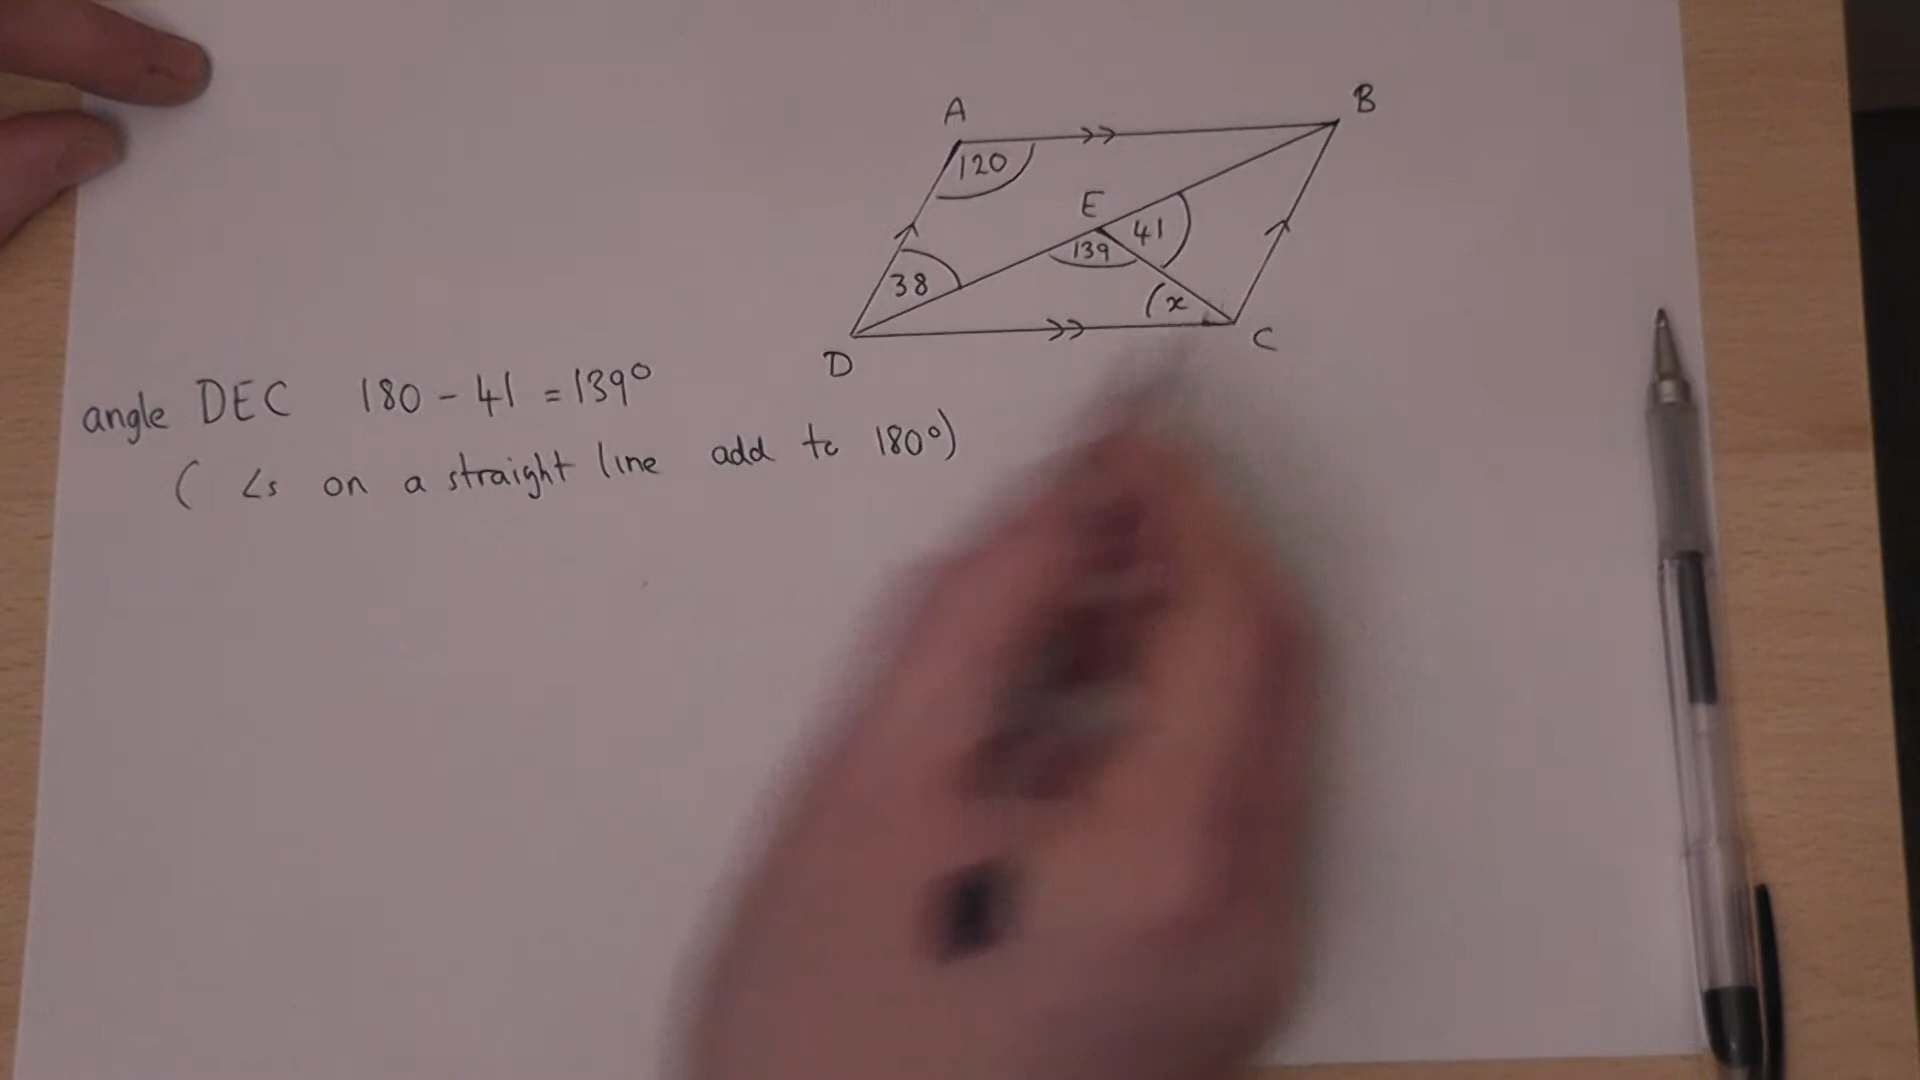 A
B
120
E
41
139
38
(x
C
D
angle DEC 180 - 41 = 139°
( ∠s on a straight line add to 180°)